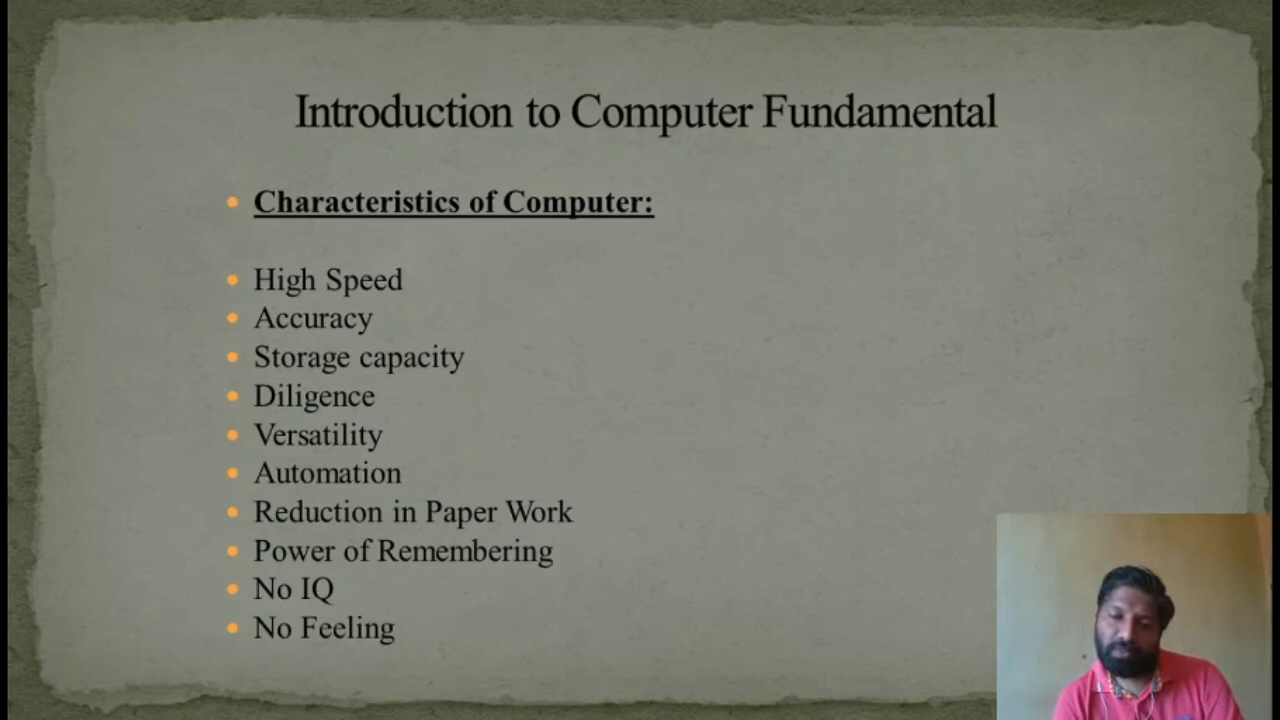 Introduction to Computer Fundamental
Characteristics of Computer:
High Speed
Accuracy
Storage capacity
Diligence
Versatility
Automation
Reduction in Paper Work
Power of Remembering
No IQ
No Feeling